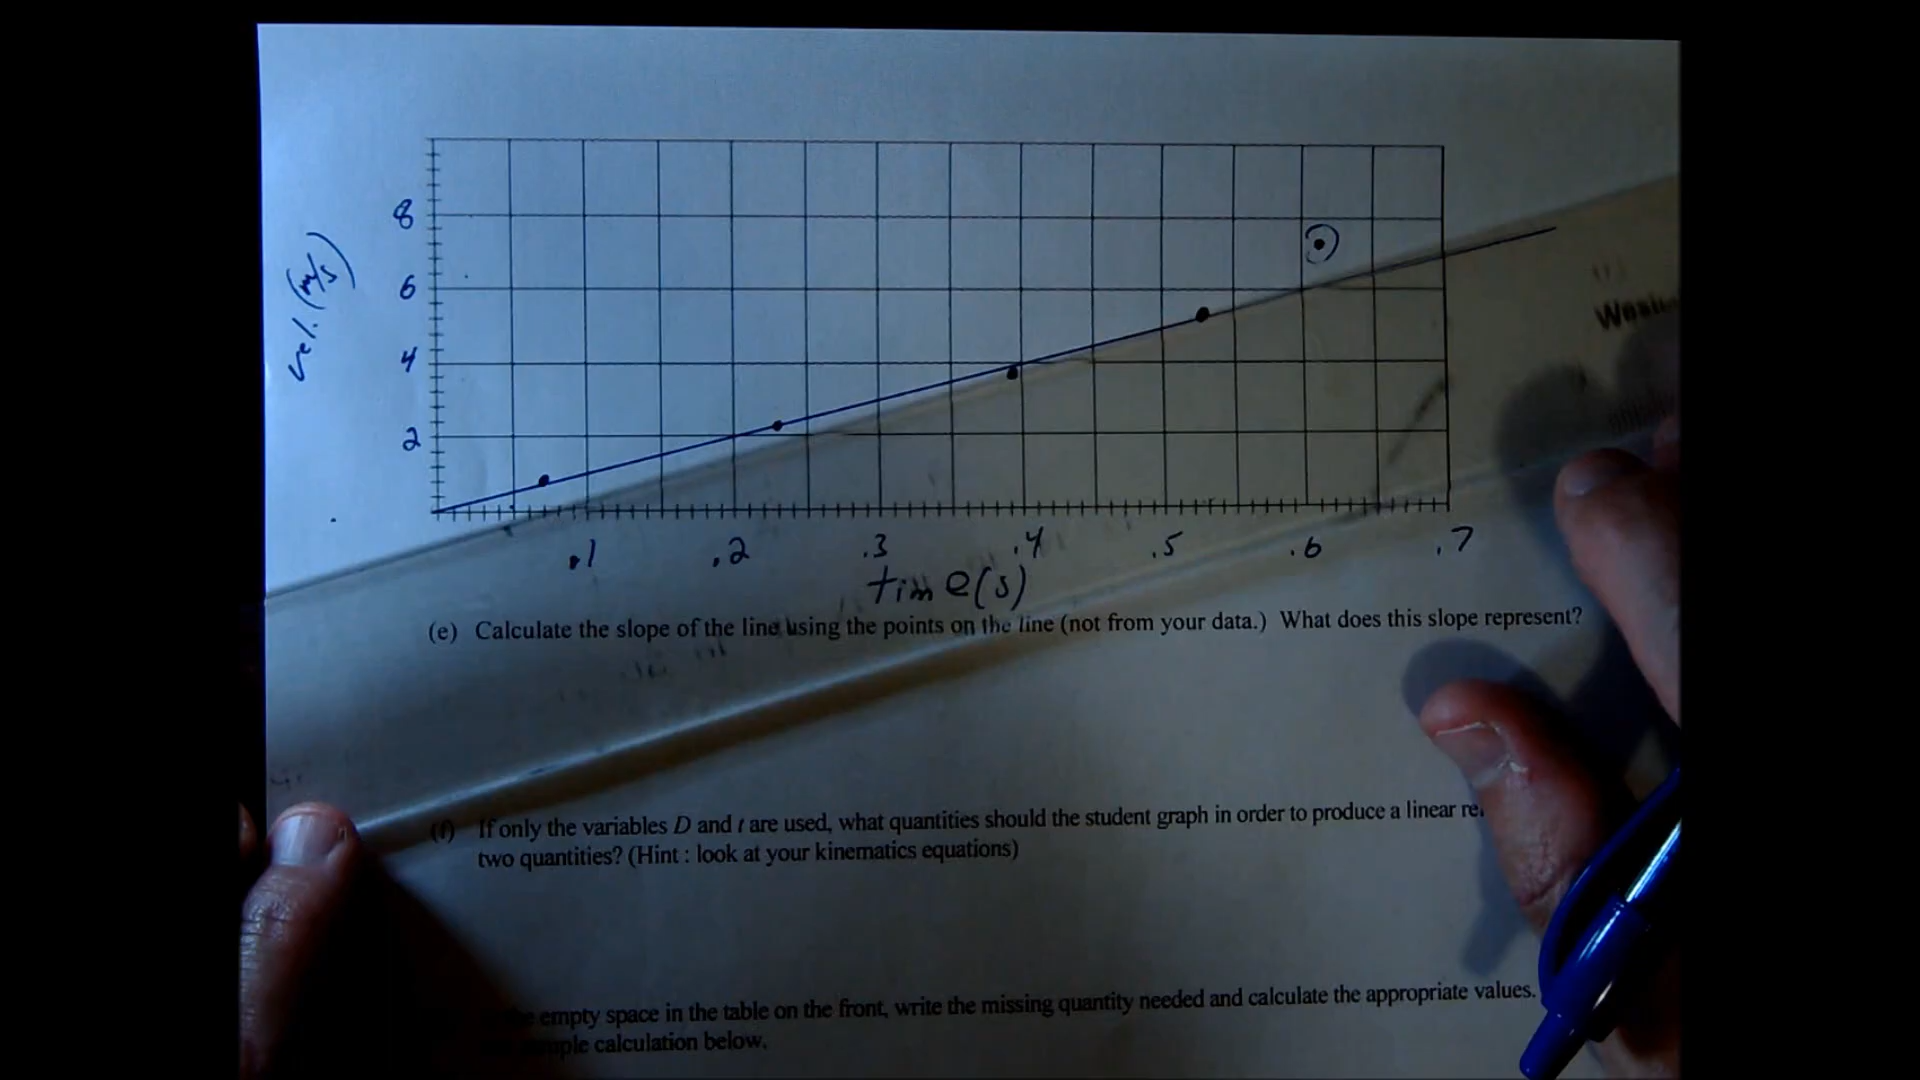 8
6
4
2
vel. (m/s)
.1 .2 .3 .4 .5 .6 .7
time(s)
(e) Calculate the slope of the line using the points on the line (not from your data.) What does this slope represent?
(f) If only the variables D and t are used, what quantities should the student graph in order to produce a linear
two quantities? (Hint : look at your kinematics equations)
empty space in the table on the front, write the missing quantity needed and calculate the appropriate values.
calculation below.